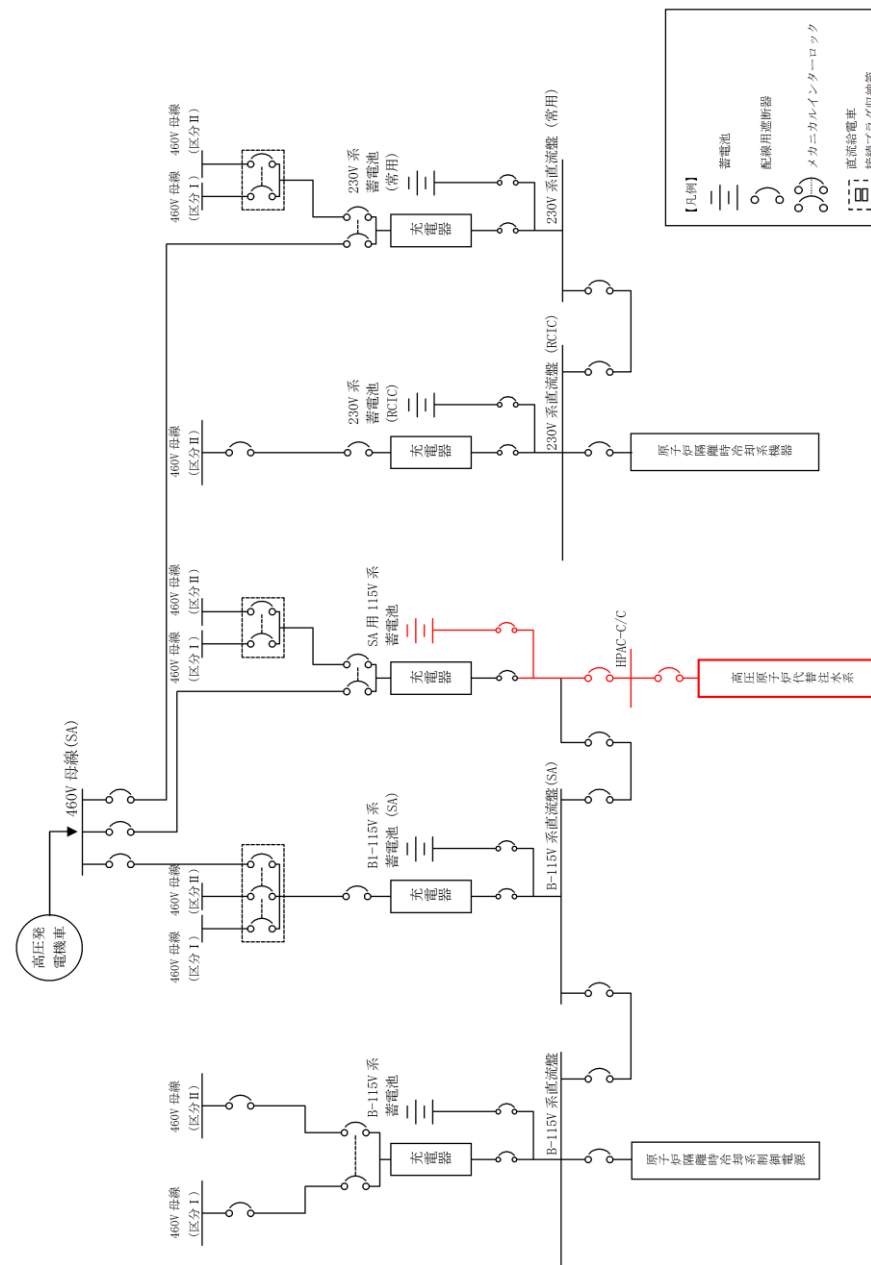 高圧発
電機車
460V 母線(SA)
460V 母線
(区分Ⅰ)
460V 母線
(区分Ⅱ)
B-115V 系
蓄電池
充電器
B-115V 系直流盤
原子炉隔離時冷却系制御電源
460V 母線
(区分Ⅰ)
460V 母線
(区分Ⅱ)
B1-115V 系
蓄電池 (SA)
充電器
B-115V 系直流盤(SA)
460V 母線
(区分Ⅰ)
460V 母線
(区分Ⅱ)
SA 用 115V 系
蓄電池
充電器
HPAC-C/C
高圧原子炉代替注水系
460V 母線
(区分Ⅱ)
230V 系
蓄電池
(RCIC)
充電器
230V 系直流盤 (RCIC)
原子炉隔離時冷却系機器
460V 母線
(区分Ⅰ)
460V 母線
(区分Ⅱ)
230V 系
蓄電池
(常用)
充電器
230V 系直流盤 (常用)
【凡例】
蓄電池
配線用遮断器
メカニカルインターロック
直流給電車
接続プラグ収納箱